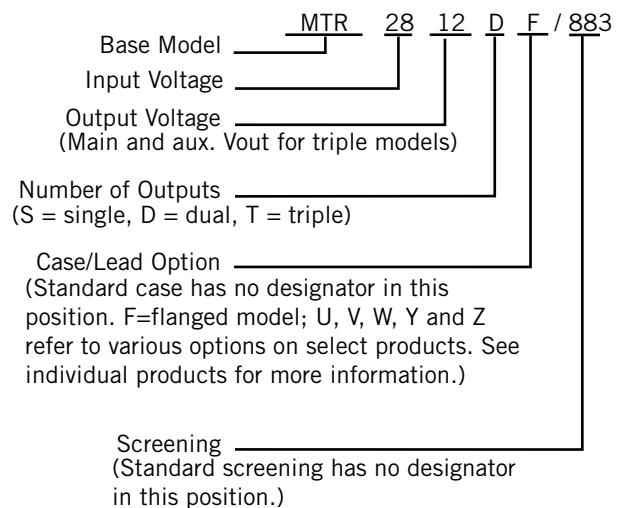 MTR 28 12 D F / 883
Base Model
Input Voltage
Output Voltage
(Main and aux. Vout for triple models)
Number of Outputs
(S = single, D = dual, T = triple)
Case/Lead Option
(Standard case has no designator in this
position. F=flanged model; U, V, W, Y and Z
refer to various options on select products. See
individual products for more information.)
Screening
(Standard screening has no designator
in this position.)